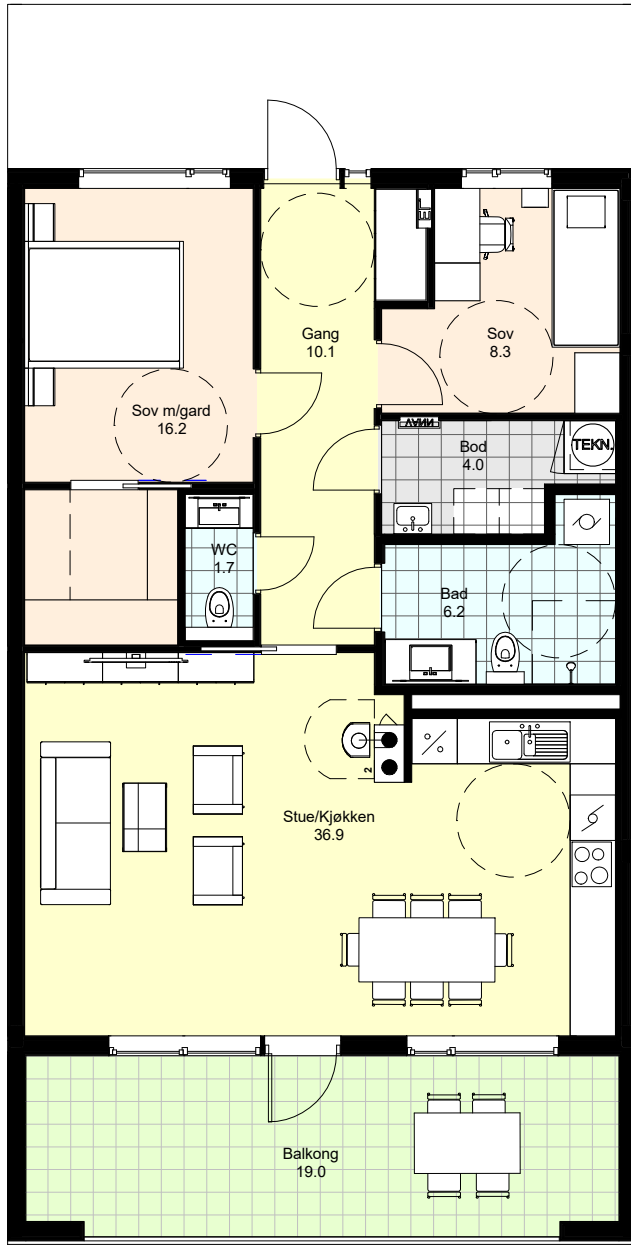 EL
Gang
10.1
Sov
8.3
Sov m/gard
16.2
Bod
4.0
TEKN.
WC
1.7
Bad
6.2
2
Stue/Kjøkken
36.9
Balkong
19.0